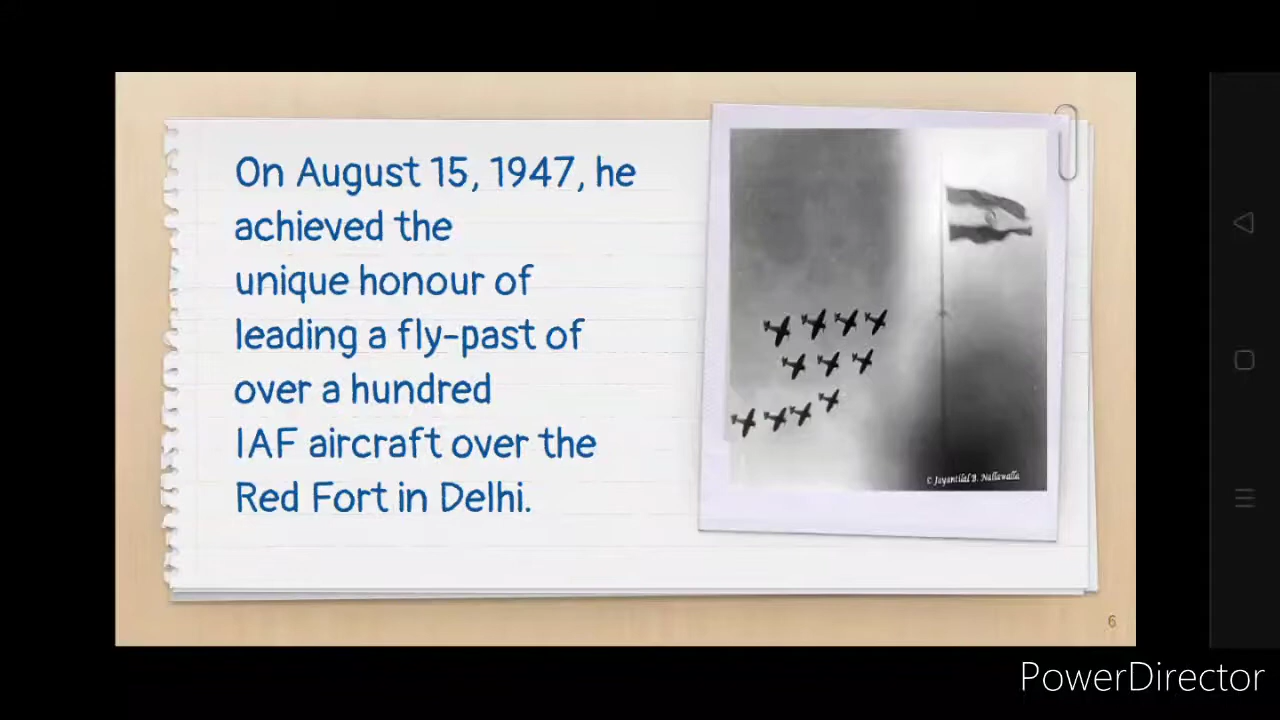 On August 15, 1947, he
achieved the
unique honour of
leading a fly-past of
over a hundred
IAF aircraft over the
Red Fort in Delhi.
© Jayantilal B. Nallawalla
6
PowerDirector